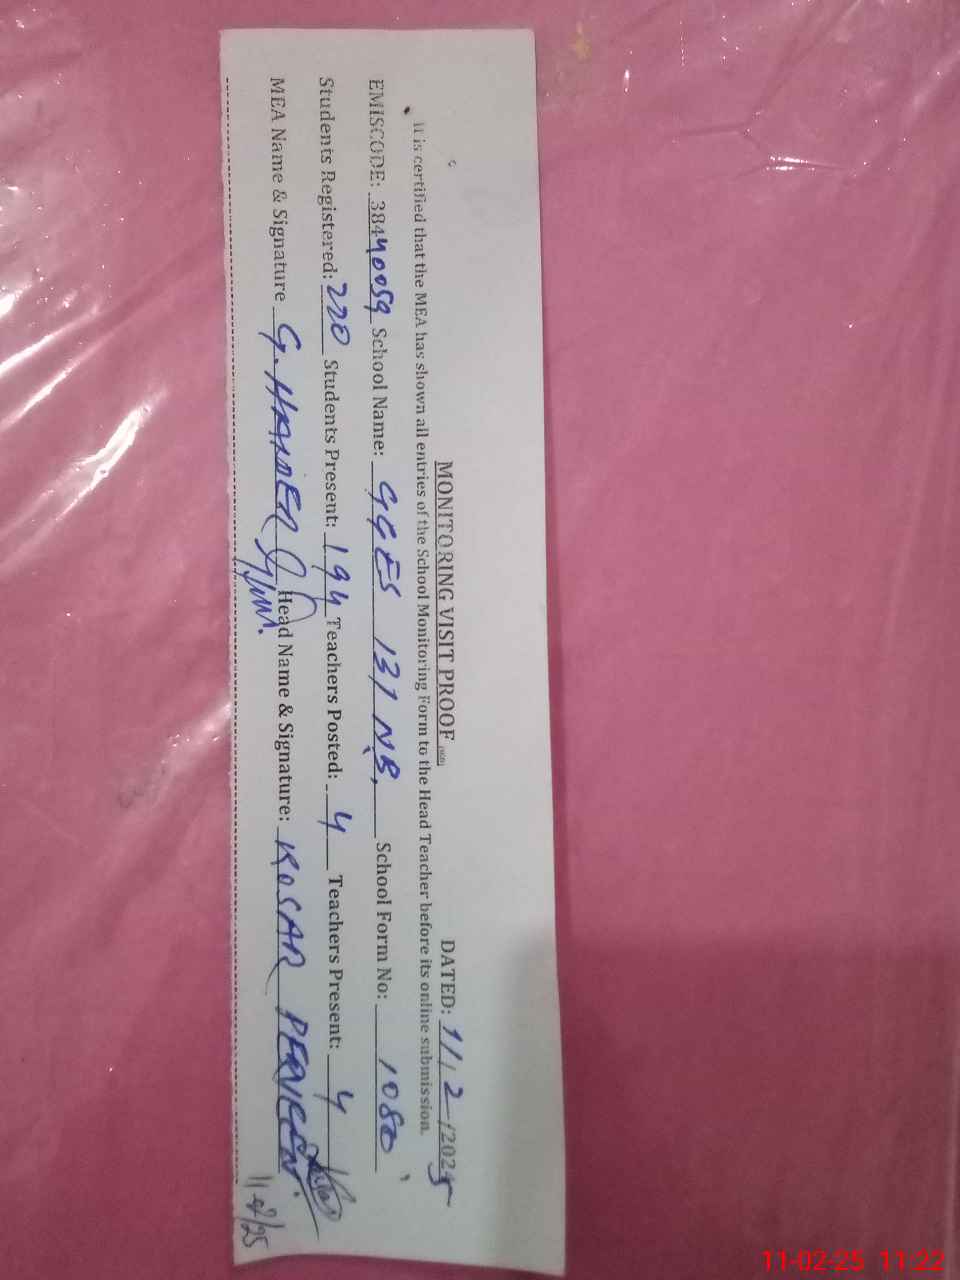 MONITORING VISIT PROOF DATED: 11/2/2025
It is certified that the MEA has shown all entries of the School Monitoring Form to the Head Teacher before its online submission.
EMISCODE: 38440059 School Name: GGES 137 NB, School Form No: 1080
Students Registered: 220 Students Present: 194 Teachers Posted: 4 Teachers Present: 4
MEA Name & Signature G. HAIDER Head Name & Signature: KOSAR PERVEEN.
11/2/25
11-02-25 11:22